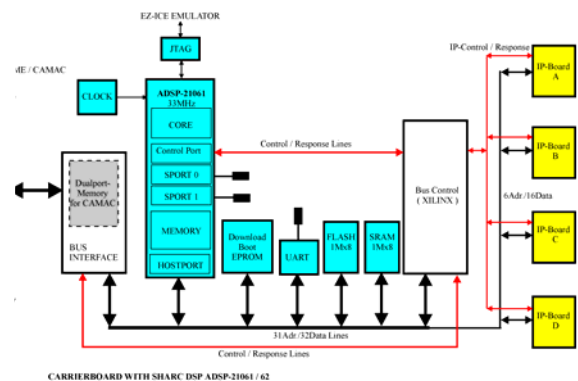 EZ-ICE EMULATOR
JTAG
IP-Control / Response
ME / CAMAC
CLOCK
ADSP-21061
33MHz
CORE
Control Port
SPORT 0
SPORT 1
MEMORY
HOSTPORT
Dualport-
Memory
for CAMAC
BUS
INTERFACE
Control / Response Lines
Bus Control
( XILINX )
Download
Boot
EPROM
UART
FLASH
1Mx8
SRAM
1Mx8
IP-Board
A
IP-Board
B
6Adr./16Data
IP-Board
C
IP-Board
D
31Adr./32Data Lines
Control / Response Lines
CARRIERBOARD WITH SHARC DSP ADSP-21061 / 62